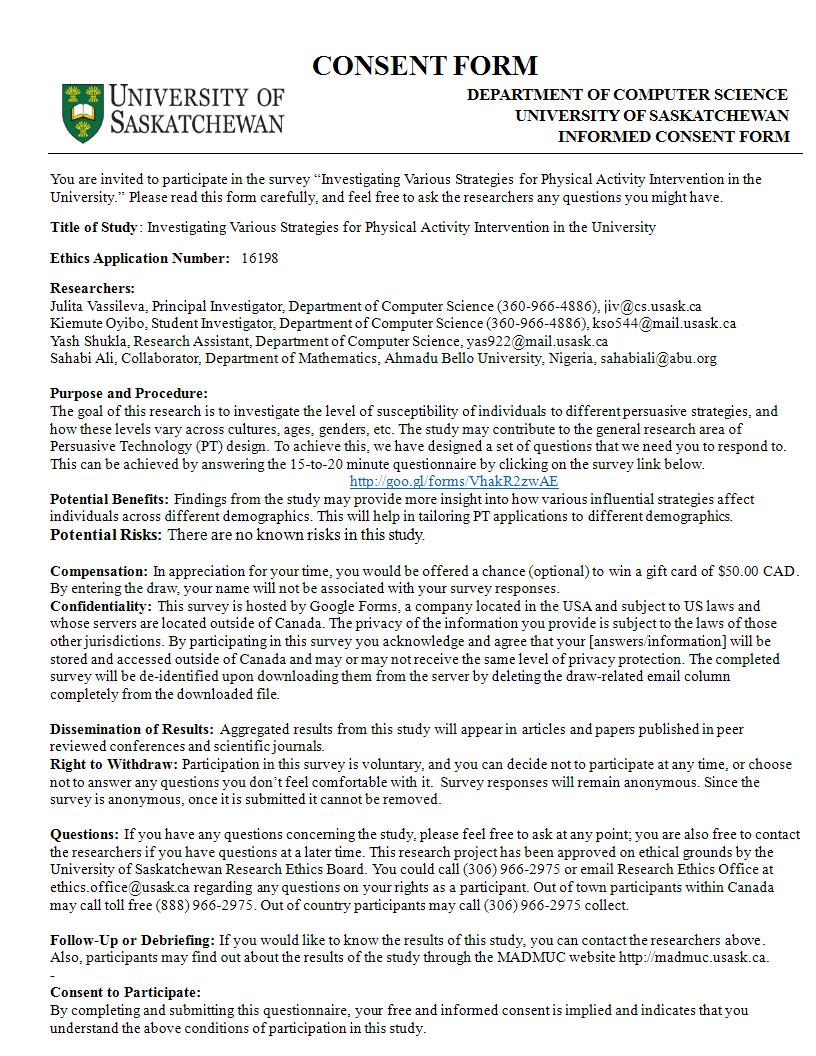 CONSENT FORM
UNIVERSITY OF
SASKATCHEWAN
DEPARTMENT OF COMPUTER SCIENCE
UNIVERSITY OF SASKATCHEWAN
INFORMED CONSENT FORM
You are invited to participate in the survey “Investigating Various Strategies for Physical Activity Intervention in the
University.” Please read this form carefully, and feel free to ask the researchers any questions you might have.
Title of Study: Investigating Various Strategies for Physical Activity Intervention in the University
Ethics Application Number: 16198
Researchers:
Julita Vassileva, Principal Investigator, Department of Computer Science (360-966-4886), jiv@cs.usask.ca
Kiemute Oyibo, Student Investigator, Department of Computer Science (360-966-4886), kso544@mail.usask.ca
Yash Shukla, Research Assistant, Department of Computer Science, yas922@mail.usask.ca
Sahabi Ali, Collaborator, Department of Mathematics, Ahmadu Bello University, Nigeria, sahabiali@abu.org
Purpose and Procedure:
The goal of this research is to investigate the level of susceptibility of individuals to different persuasive strategies, and
how these levels vary across cultures, ages, genders, etc. The study may contribute to the general research area of
Persuasive Technology (PT) design. To achieve this, we have designed a set of questions that we need you to respond to.
This can be achieved by answering the 15-to-20 minute questionnaire by clicking on the survey link below.
http://goo.gl/forms/VhakR2zwAE
Potential Benefits: Findings from the study may provide more insight into how various influential strategies affect
individuals across different demographics. This will help in tailoring PT applications to different demographics.
Potential Risks: There are no known risks in this study.
Compensation: In appreciation for your time, you would be offered a chance (optional) to win a gift card of $50.00 CAD.
By entering the draw, your name will not be associated with your survey responses.
Confidentiality: This survey is hosted by Google Forms, a company located in the USA and subject to US laws and
whose servers are located outside of Canada. The privacy of the information you provide is subject to the laws of those
other jurisdictions. By participating in this survey you acknowledge and agree that your [answers/information] will be
stored and accessed outside of Canada and may or may not receive the same level of privacy protection. The completed
survey will be de-identified upon downloading them from the server by deleting the draw-related email column
completely from the downloaded file.
Dissemination of Results: Aggregated results from this study will appear in articles and papers published in peer
reviewed conferences and scientific journals.
Right to Withdraw: Participation in this survey is voluntary, and you can decide not to participate at any time, or choose
not to answer any questions you don’t feel comfortable with it. Survey responses will remain anonymous. Since the
survey is anonymous, once it is submitted it cannot be removed.
Questions: If you have any questions concerning the study, please feel free to ask at any point; you are also free to contact
the researchers if you have questions at a later time. This research project has been approved on ethical grounds by the
University of Saskatchewan Research Ethics Board. You could call (306) 966-2975 or email Research Ethics Office at
ethics.office@usask.ca regarding any questions on your rights as a participant. Out of town participants within Canada
may call toll free (888) 966-2975. Out of country participants may call (306) 966-2975 collect.
Follow-Up or Debriefing: If you would like to know the results of this study, you can contact the researchers above.
Also, participants may find out about the results of the study through the MADMUC website http://madmuc.usask.ca.
-
Consent to Participate:
By completing and submitting this questionnaire, your free and informed consent is implied and indicates that you
understand the above conditions of participation in this study.